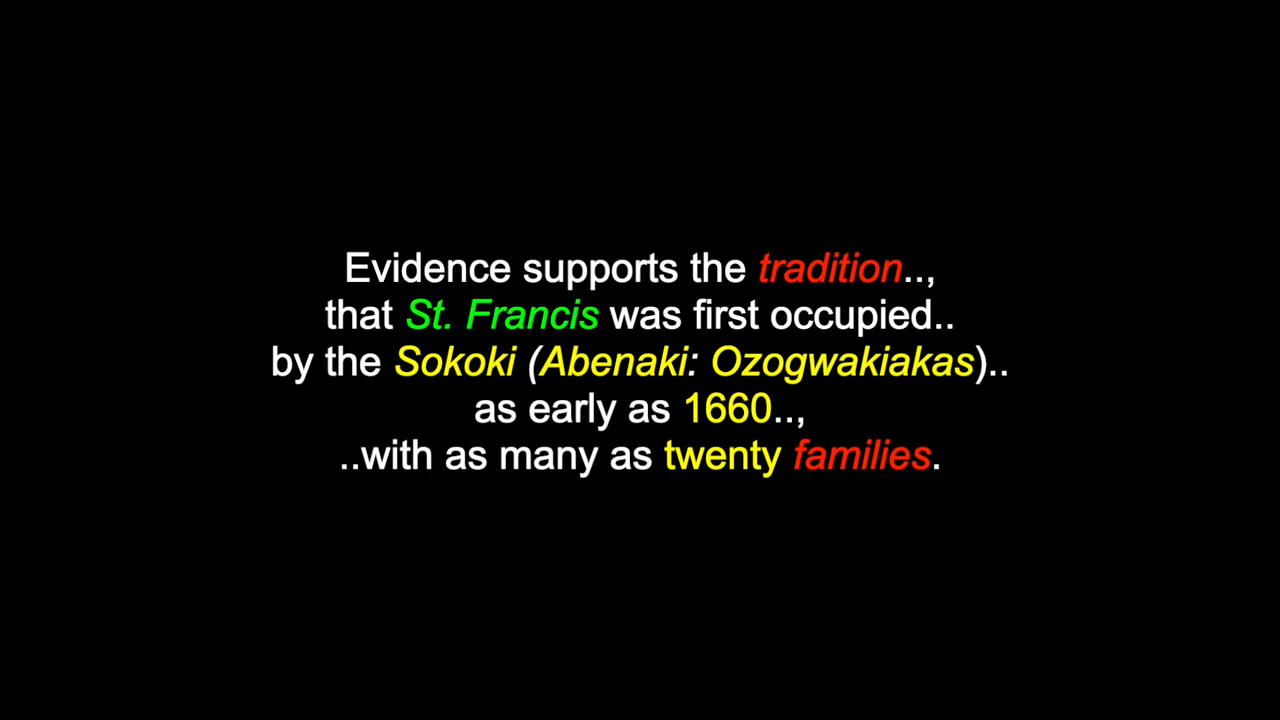 Evidence supports the tradition..,
that St. Francis was first occupied..
by the Sokoki (Abenaki: Ozogwakiakas)..
as early as 1660..,
..with as many as twenty families.